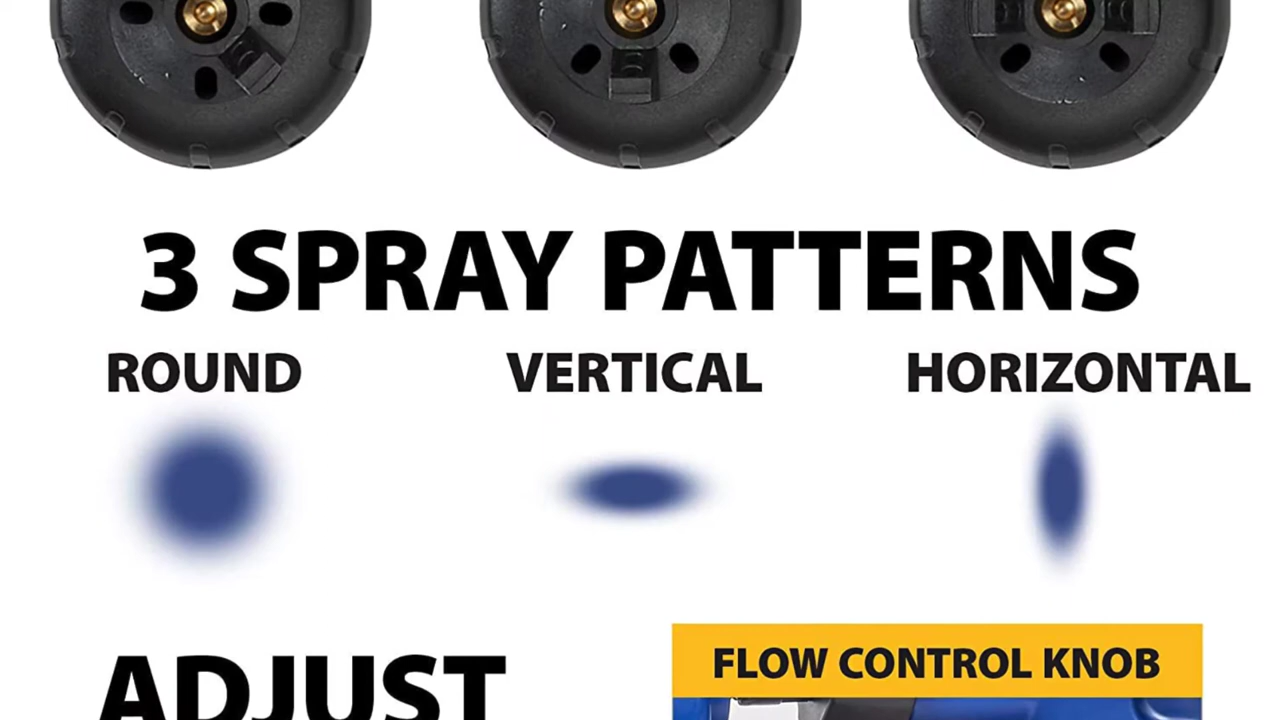 3 SPRAY PATTERNS
ROUND VERTICAL HORIZONTAL
FLOW CONTROL KNOB
ADJUST